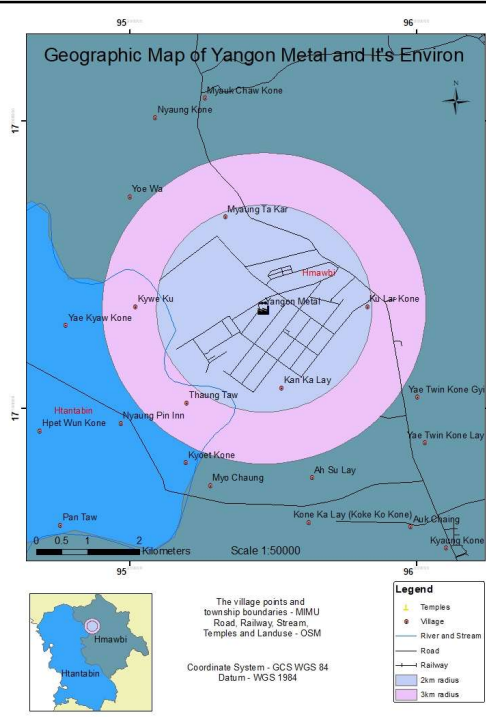 95
96
Geographic Map of Yangon Metal and It's Environ
N
Myauk Chaw Kone
Nyaung Kone
17
Yoe Wa
Myaung Ta Kar
Hmawbi
Kywe Ku
Yangon Metal
Ku Lar Kone
Yae Kyaw Kone
Kan Ka Lay
Thaung Taw
Yae Twin Kone Gyi
17
Htantabin
Nyaung Pin Inn
Hpet Wun Kone
Yae Twin Kone Lay
Kyoet Kone
Ah Su Lay
Myo Chaung
Pan Taw
Kone Ka Lay (Koke Ko Kone)
Auk Chaing
Kyaung Kone
0 0.5 1 2
Kilometers
Scale 1:50000
95
96
Hmawbi
Htantabin
The village points and
township boundaries - MIMU
Road, Railway, Stream,
Temples and Landuse - OSM
Coordinate System - GCS WGS 84
Datum - WGS 1984
Legend
Temples
Village
River and Stream
Road
Railway
2km radius
3km radius